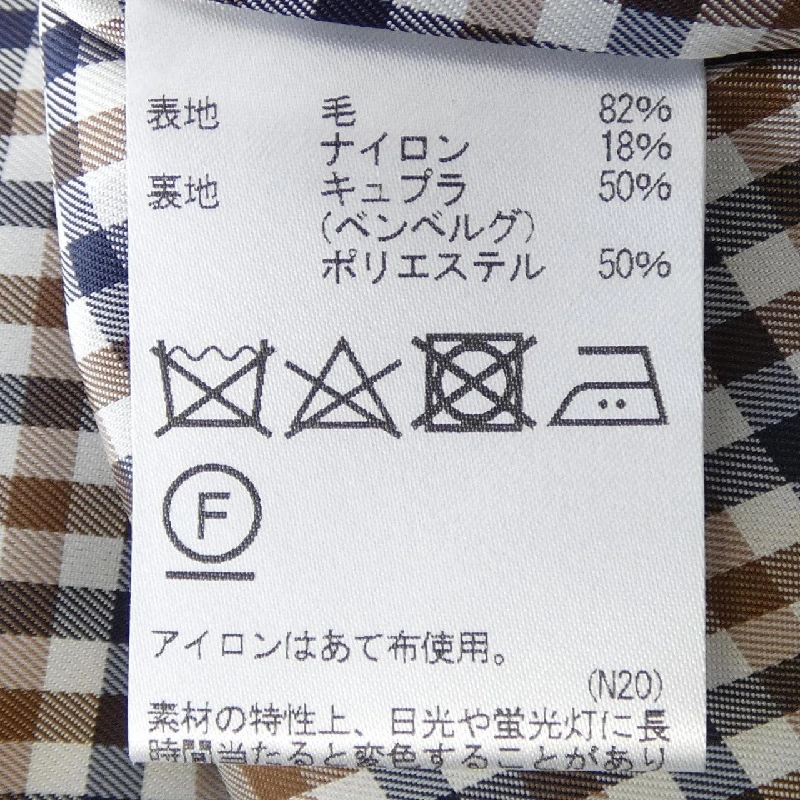 表地 毛 82%
ナイロン 18%
裏地 キュプラ 50%
(ベンベルグ)
ポリエステル 50%
F
アイロンはあて布使用。
(N20)
素材の特性上、日光や蛍光灯に長
時間当たると変色することがあり